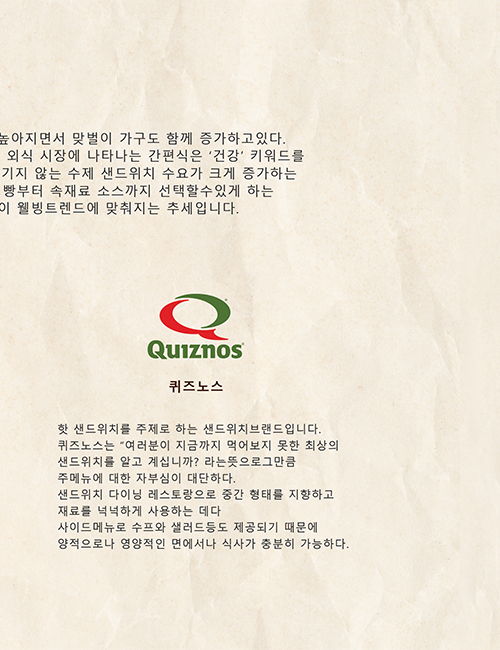 높아지면서 맞벌이 가구도 함께 증가하고있다.
외식 시장에 나타나는 간편식은 '건강' 키워드를
기지 않는 수제 샌드위치 수요가 크게 증가하는
빵부터 속재료 소스까지 선택할수있게 하는
이 웰빙트렌드에 맞춰지는 추세입니다.
Quiznos
퀴즈노스
핫 샌드위치를 주제로 하는 샌드위치브랜드입니다.
퀴즈노스는 "여러분이 지금까지 먹어보지 못한 최상의
샌드위치를 알고 계십니까? 라는뜻으로그만큼
주메뉴에 대한 자부심이 대단하다.
샌드위치 다이닝 레스토랑으로 중간 형태를 지향하고
재료를 넉넉하게 사용하는 데다
사이드메뉴로 수프와 샐러드등도 제공되기 때문에
양적으로나 영양적인 면에서나 식사가 충분히 가능하다.